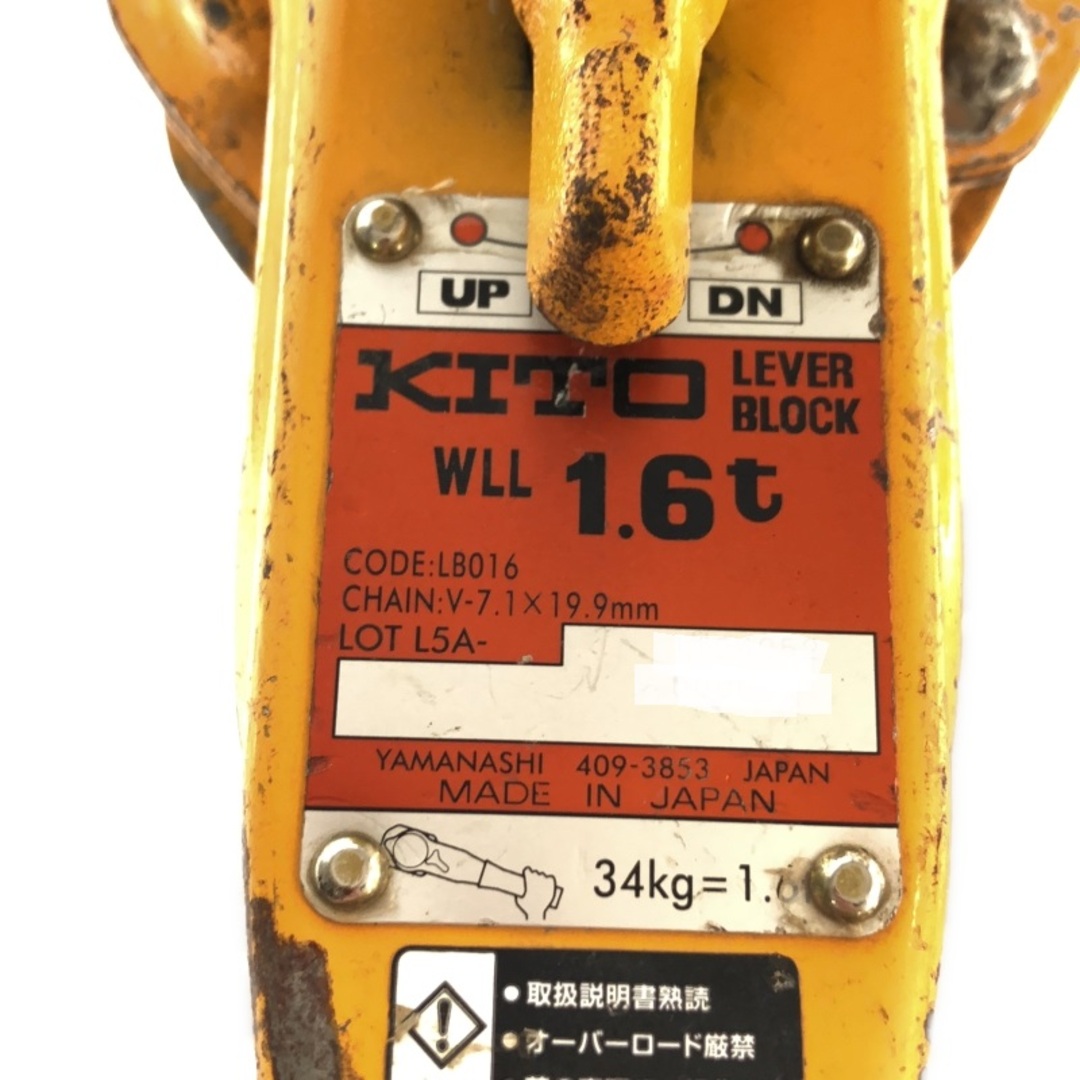 UP DN
KITO LEVER BLOCK
WLL 1.6t
CODE:LB016
CHAIN:V-7.1×19.9mm
LOT L5A-
YAMANASHI 409-3853 JAPAN
MADE IN JAPAN
34kg=1.6
●取扱説明書熟読
●オーバーロード厳禁